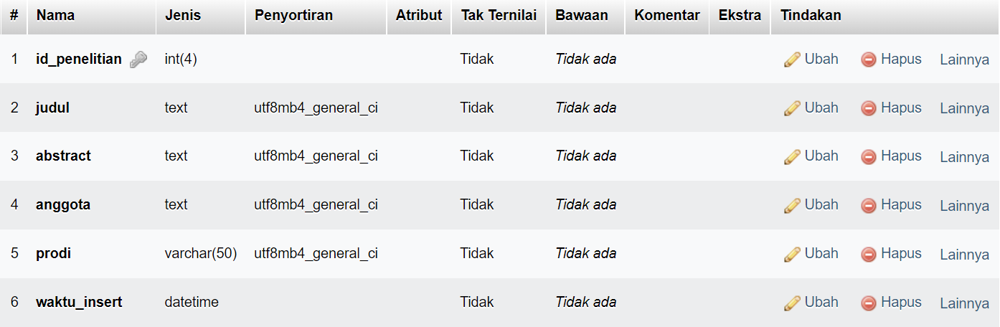 # Nama Jenis Penyortiran Atribut Tak Ternilai Bawaan Komentar Ekstra Tindakan
1 id_penelitian int(4) Tidak Tidak ada Ubah Hapus Lainnya
2 judul text utf8mb4_general_ci Tidak Tidak ada Ubah Hapus Lainnya
3 abstract text utf8mb4_general_ci Tidak Tidak ada Ubah Hapus Lainnya
4 anggota text utf8mb4_general_ci Tidak Tidak ada Ubah Hapus Lainnya
5 prodi varchar(50) utf8mb4_general_ci Tidak Tidak ada Ubah Hapus Lainnya
6 waktu_insert datetime Tidak Tidak ada Ubah Hapus Lainnya